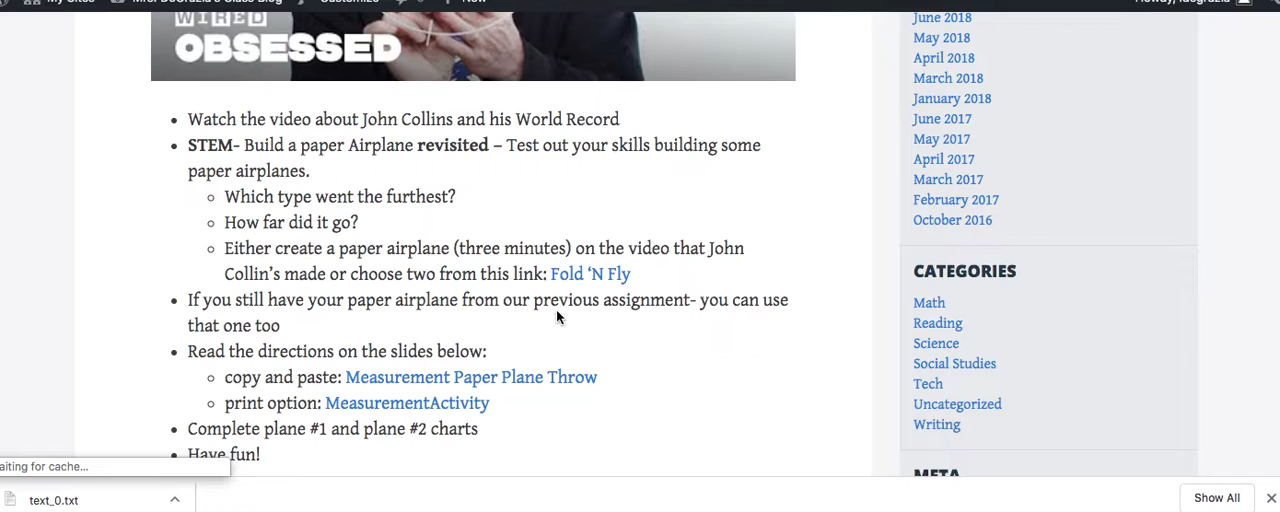 My Sites
Customize
New
WIRED
OBSESSED
• Watch the video about John Collins and his World Record
• STEM- Build a paper Airplane revisited – Test out your skills building some
paper airplanes.
◦ Which type went the furthest?
◦ How far did it go?
◦ Either create a paper airplane (three minutes) on the video that John
Collin’s made or choose two from this link: Fold ‘N Fly
• If you still have your paper airplane from our previous assignment- you can use
that one too
• Read the directions on the slides below:
◦ copy and paste: Measurement Paper Plane Throw
◦ print option: MeasurementActivity
• Complete plane #1 and plane #2 charts
• Have fun!
June 2018
May 2018
April 2018
March 2018
January 2018
June 2017
May 2017
April 2017
March 2017
February 2017
October 2016
CATEGORIES
Math
Reading
Science
Social Studies
Tech
Uncategorized
Writing
META
aiting for cache...
text_0.txt
Show All